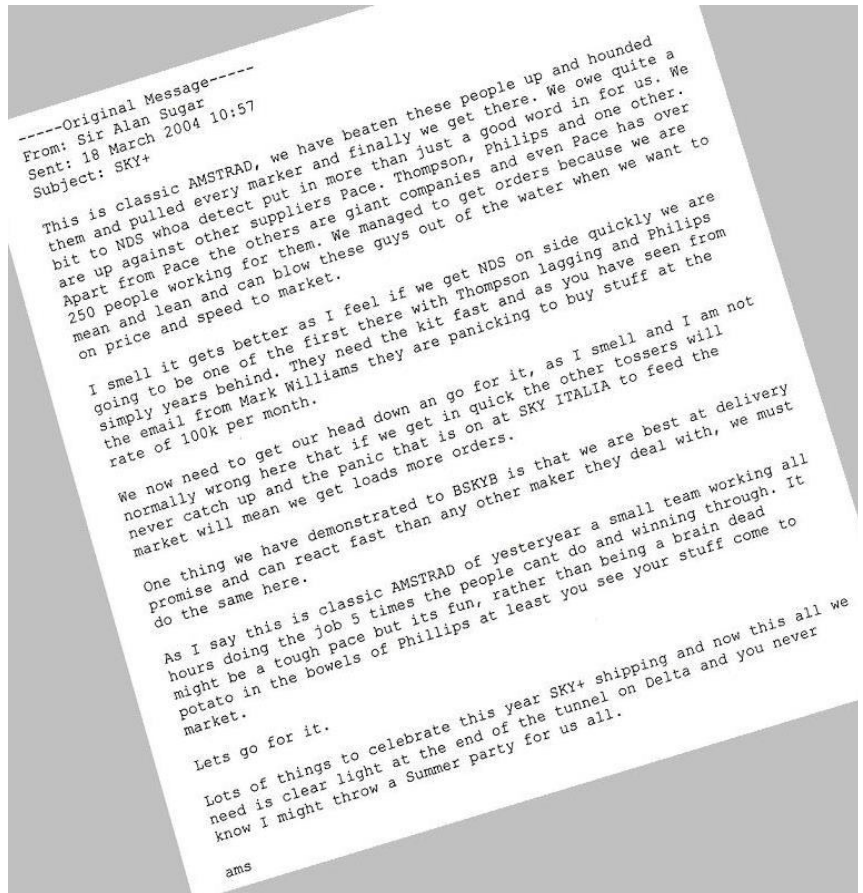 -----Original Message-----
From: Sir Alan Sugar
Sent: 18 March 2004 10:57
Subject: SKY+
This is classic AMSTRAD, we have beaten these people up and hounded
them and pulled every marker and finally we get there. We owe quite a
bit to NDS whoa detect put in more than just a good word in for us. We
are up against other suppliers Pace. Thompson, Philips and one other.
Apart from Pace the others are giant companies and even Pace has over
250 people working for them. We managed to get orders because we are
mean and lean and can blow these guys out of the water when we want to
on price and speed to market.
I smell it gets better as I feel if we get NDS on side quickly we are
going to be one of the first there with Thompson lagging and Philips
simply years behind. They need the kit fast and as you have seen from
the email from Mark Williams they are panicking to buy stuff at the
rate of 100k per month.
We now need to get our head down an go for it, as I smell and I am not
normally wrong here that if we get in quick the other tossers will
never catch up and the panic that is on at SKY ITALIA to feed the
market will mean we get loads more orders.
One thing we have demonstrated to BSKYB is that we are best at delivery
promise and can react fast than any other maker they deal with, we must
do the same here.
As I say this is classic AMSTRAD of yesteryear a small team working all
hours doing the job 5 times the people cant do and winning through. It
might be a tough pace but its fun, rather than being a brain dead
potato in the bowels of Phillips at least you see your stuff come to
market.
Lets go for it.
Lots of things to celebrate this year SKY+ shipping and now this all we
need is clear light at the end of the tunnel on Delta and you never
know I might throw a Summer party for us all.
ams